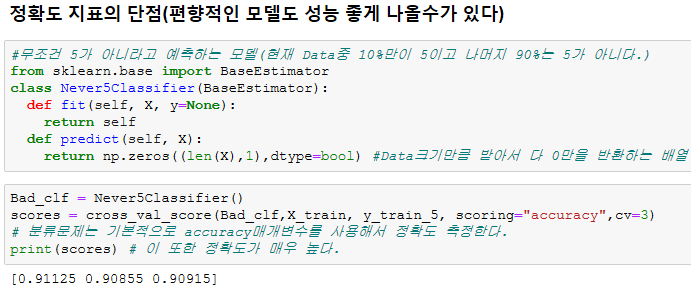 정확도 지표의 단점(편향적인 모델도 성능 좋게 나올수가 있다)
#무조건 5가 아니라고 예측하는 모델(현재 Data중 10%만이 5이고 나머지 90%는 5가 아니다.)
from sklearn.base import BaseEstimator
class Never5Classifier(BaseEstimator):
  def fit(self, X, y=None):
    return self
  def predict(self, X):
    return np.zeros((len(X),1),dtype=bool) #Data크기만큼 받아서 다 0만을 반환하는 배열
Bad_clf = Never5Classifier()
scores = cross_val_score(Bad_clf,X_train, y_train_5, scoring="accuracy",cv=3)
# 분류문제는 기본적으로 accuracy매개변수를 사용해서 정확도 측정한다.
print(scores) # 이 또한 정확도가 매우 높다.
[0.91125 0.90855 0.90915]